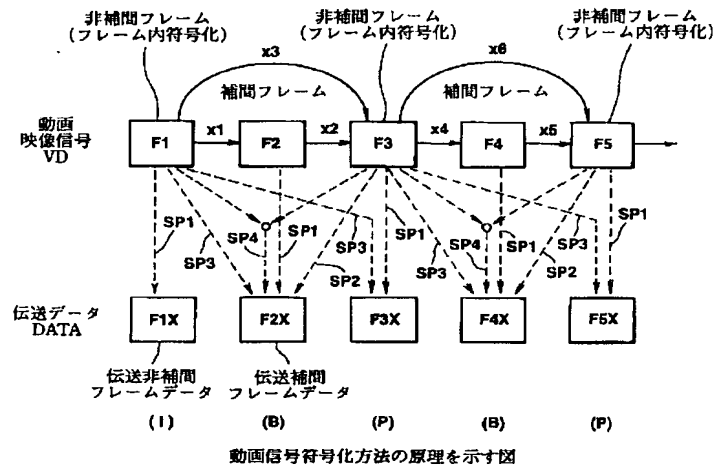 非補間フレーム
(フレーム内符号化)
非補間フレーム
(フレーム内符号化)
非補間フレーム
(フレーム内符号化)
x3
x6
補間フレーム
補間フレーム
動画
映像信号
VD
F1
x1
F2
x2
F3
x4
F4
x5
F5
SP1
SP3
SP4
SP1
SP2
SP3
SP1
SP3
SP4
SP1
SP2
SP3
SP1
伝送データ
DATA
F1X
F2X
F3X
F4X
F5X
伝送非補間
フレームデータ
伝送補間
フレームデータ
(I)
(B)
(P)
(B)
(P)
動画信号符号化方法の原理を示す図